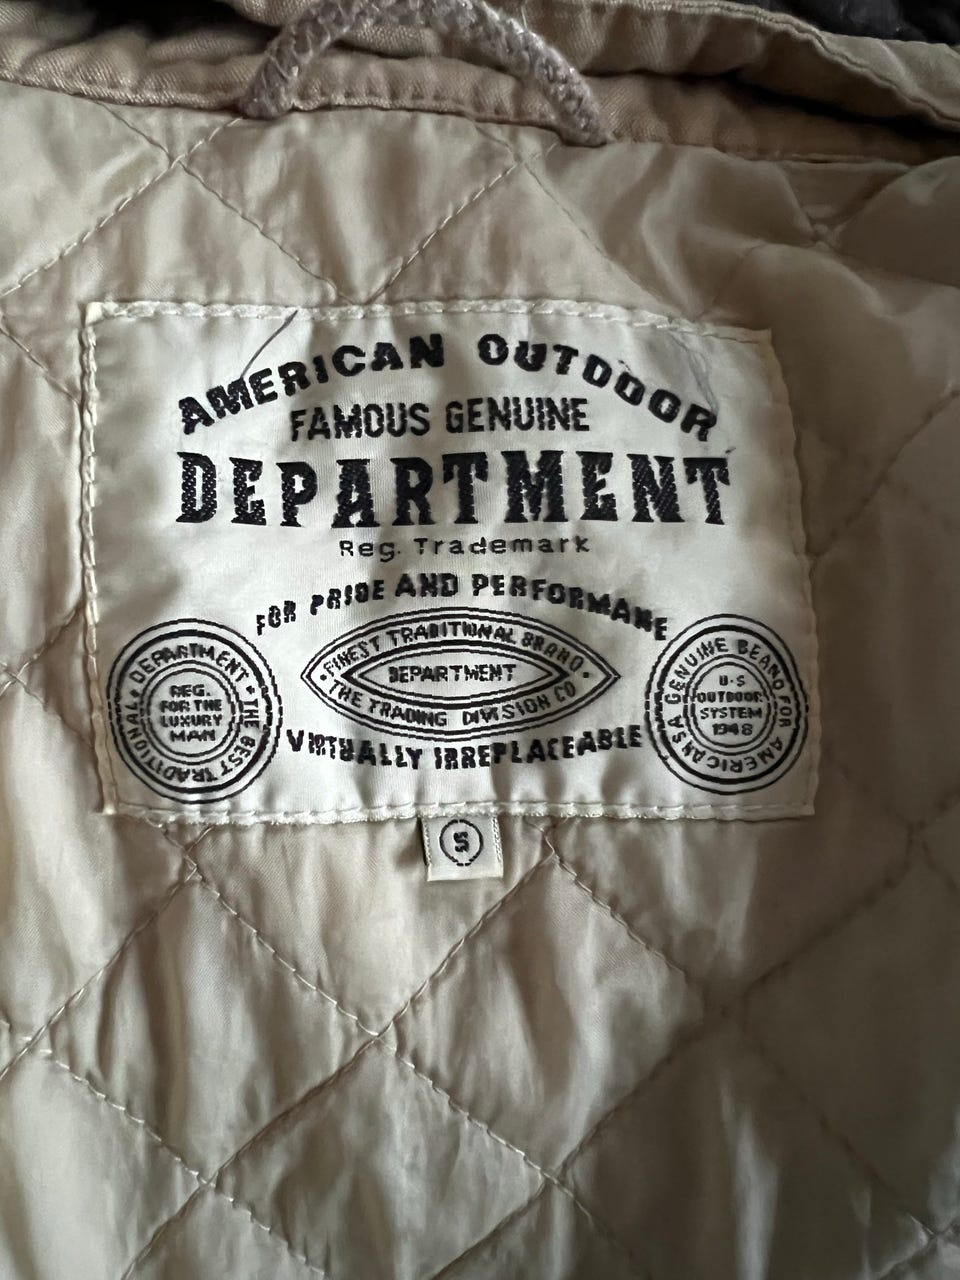 AMERICAN OUTDOOR
FAMOUS GENUINE
DEPARTMENT
Reg. Trademark
FOR PRIDE AND PERFORMANE
·FINEST TRADITIONAL BRAND·
DEPARTMENT
THE TRADING DIVISION CO
VIRTUALLY IRREPLACEABLE
DEPARTMENT * THE BEST TRADITIONAL *
REG.
FOR THE
LUXURY
MAN
A GENUINE BEAND FOR AMERICANS
U·S
OUTDOOR
SYSTEM
1948
S